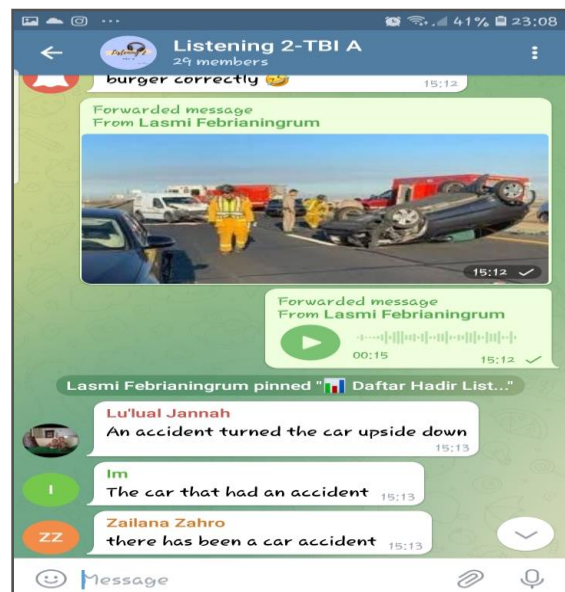 41% 23:08
Listening 2-TBI A
29 members
burger correctly 🤣
15:12
Forwarded message
From Lasmi Febrianingrum
15:12
Forwarded message
From Lasmi Febrianingrum
00:15
15:12
Lasmi Febrianingrum pinned "📊 Daftar Hadir List..."
Lu'lual Jannah
An accident turned the car upside down
15:13
Im
I
The car that had an accident 15:13
Zailana Zahro
ZZ
there has been a car accident 15:13
Message